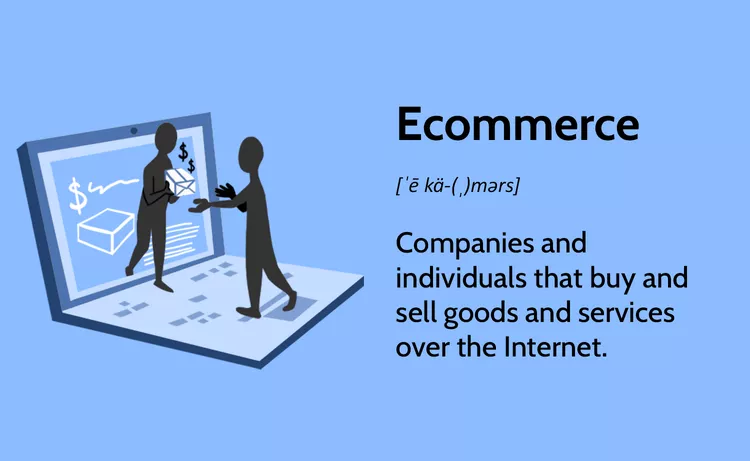 Ecommerce
[ˈē kä-(ˌ)mərs]
Companies and
individuals that buy and
sell goods and services
over the Internet.
$
$
$